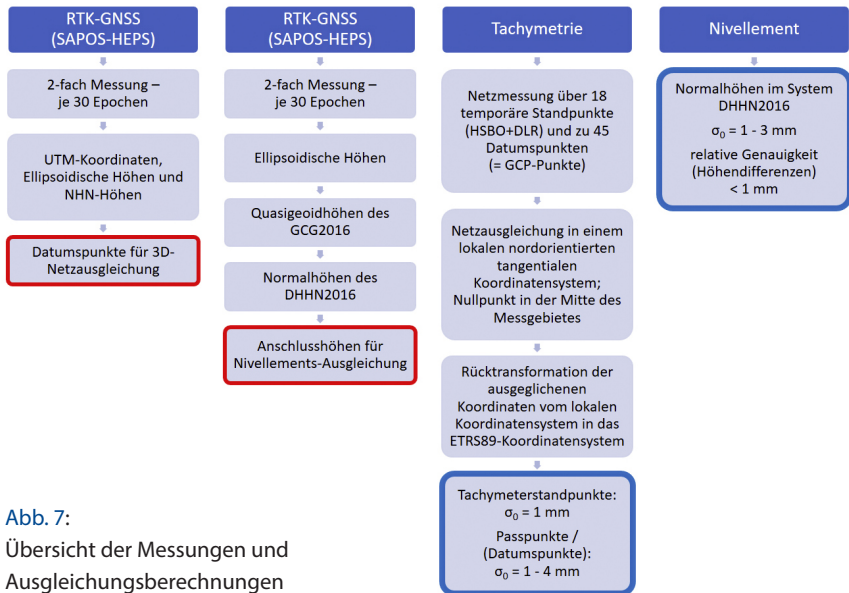 RTK-GNSS
(SAPOS-HEPS)
2-fach Messung –
je 30 Epochen
UTM-Koordinaten,
Ellipsoidische Höhen und
NHN-Höhen
Datumspunkte für 3D-
Netzausgleichung
RTK-GNSS
(SAPOS-HEPS)
2-fach Messung –
je 30 Epochen
Ellipsoidische Höhen
Quasigeoidhöhen des
GCG2016
Normalhöhen des
DHHN2016
Anschlusshöhen für
Nivellements-Ausgleichung
Tachymetrie
Netzmessung über 18
temporäre Standpunkte
(HSBO+DLR) und zu 45
Datumspunkten
(= GCP-Punkte)
Netzausgleichung in einem
lokalen nordorientierten
tangentialen
Koordinatensystem;
Nullpunkt in der Mitte des
Messgebietes
Rücktransformation der
ausgeglichenen
Koordinaten vom lokalen
Koordinatensystem in das
ETRS89-Koordinatensystem
Tachymeterstandpunkte:
σ₀ = 1 mm
Passpunkte /
(Datumspunkte):
σ₀ = 1 - 4 mm
Nivellement
Normalhöhen im System
DHHN2016
σ₀ = 1 - 3 mm
relative Genauigkeit
(Höhendifferenzen)
< 1 mm
Abb. 7:
Übersicht der Messungen und
Ausgleichungsberechnungen